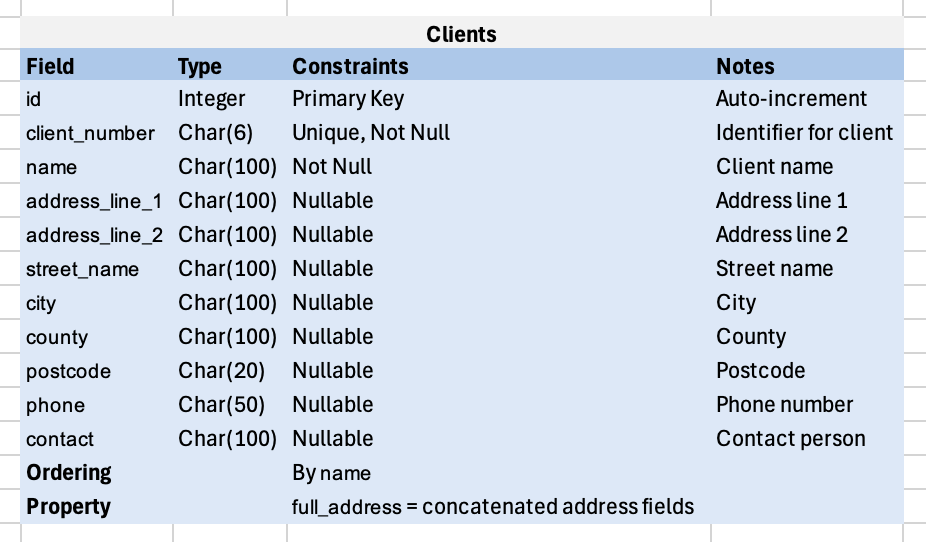 Clients
Field Type Constraints Notes
id Integer Primary Key Auto-increment
client_number Char(6) Unique, Not Null Identifier for client
name Char(100) Not Null Client name
address_line_1 Char(100) Nullable Address line 1
address_line_2 Char(100) Nullable Address line 2
street_name Char(100) Nullable Street name
city Char(100) Nullable City
county Char(100) Nullable County
postcode Char(20) Nullable Postcode
phone Char(50) Nullable Phone number
contact Char(100) Nullable Contact person
Ordering By name
Property full_address = concatenated address fields